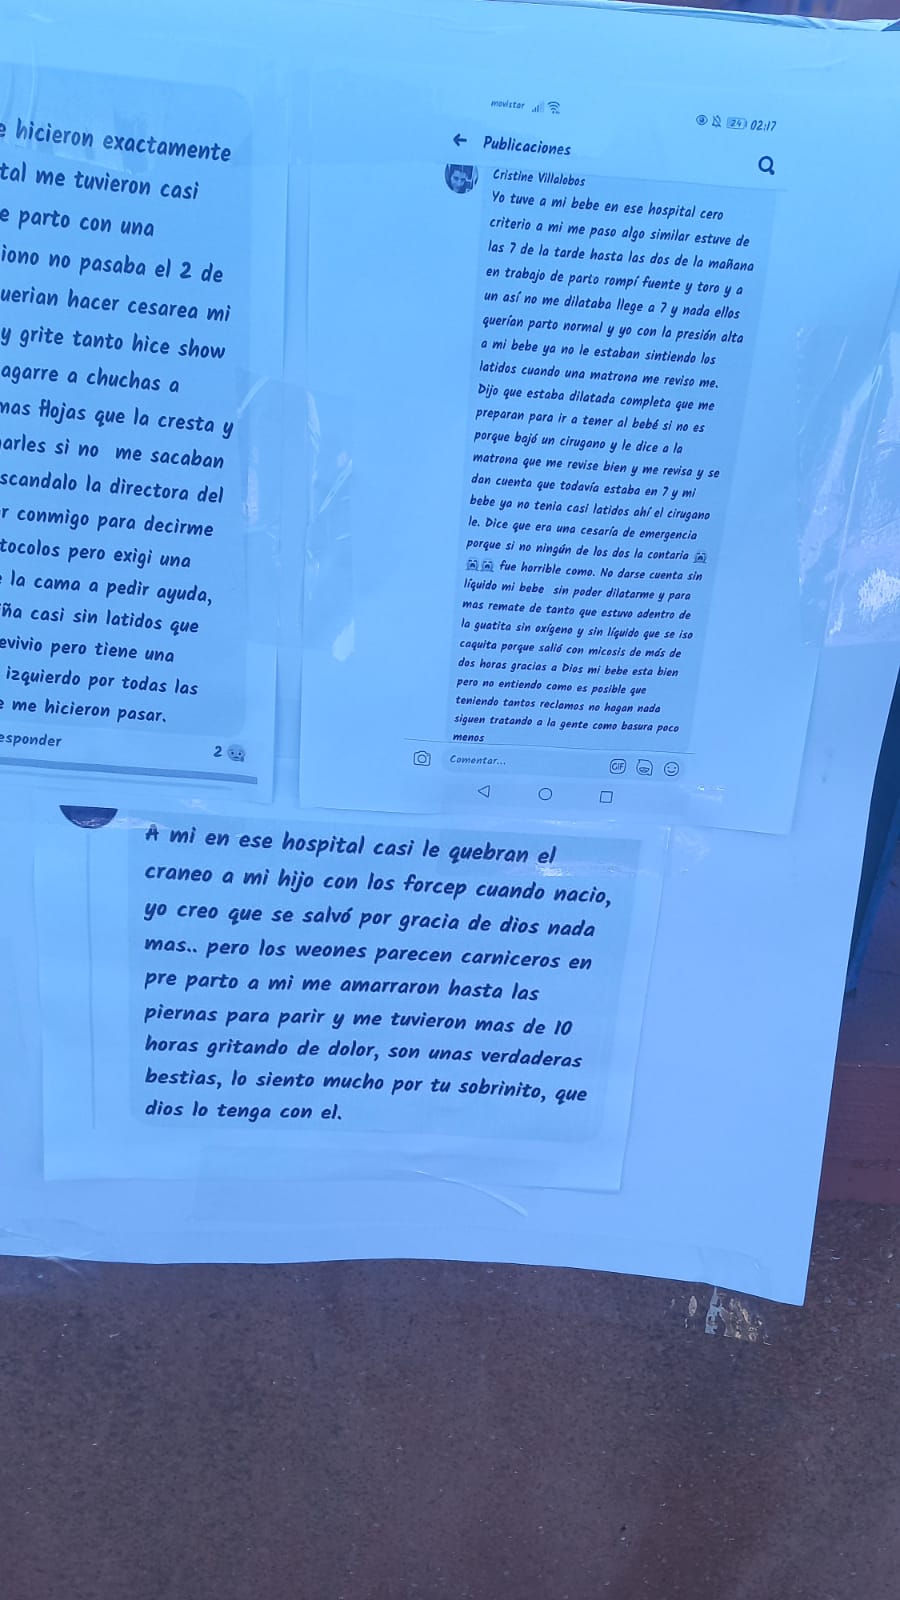 e hicieron exactamente
tal me tuvieron casi
e parto con una
iono no pasaba el 2 de
uerian hacer cesarea mi
y grite tanto hice show
agarre a chuchas a
mas flojas que la cresta y
arles si no me sacaban
scandalo la directora del
r conmigo para decirme
tocolos pero exigi una
e la cama a pedir ayuda,
iña casi sin latidos que
evivio pero tiene una
izquierdo por todas las
e me hicieron pasar.
esponder
2
movistar
24 02:17
Publicaciones
Cristine Villalobos
Yo tuve a mi bebe en ese hospital cero
criterio a mi me paso algo similar estuve de
las 7 de la tarde hasta las dos de la mañana
en trabajo de parto rompí fuente y toro y a
un así no me dilataba llege a 7 y nada ellos
querían parto normal y yo con la presión alta
a mi bebe ya no le estaban sintiendo los
latidos cuando una matrona me reviso me.
Dijo que estaba dilatada completa que me
preparan para ir a tener al bebé si no es
porque bajó un cirugano y le dice a la
matrona que me revise bien y me revisa y se
dan cuenta que todavía estaba en 7 y mi
bebe ya no tenia casi latidos ahí el cirugano
le. Dice que era una cesaría de emergencia
porque si no ningún de los dos la contaria 😭
😭😭 fue horrible como. No darse cuenta sin
líquido mi bebe sin poder dilatarme y para
mas remate de tanto que estuvo adentro de
la guatita sin oxígeno y sin líquido que se iso
caquita porque salió con micosis de más de
dos horas gracias a Dios mi bebe esta bien
pero no entiendo como es posible que
teniendo tantos reclamos no hagan nada
siguen tratando a la gente como basura poco
menos
Comentar...
GIF
A mi en ese hospital casi le quebran el
craneo a mi hijo con los forcep cuando nacio,
yo creo que se salvó por gracia de dios nada
mas.. pero los weones parecen carniceros en
pre parto a mi me amarraron hasta las
piernas para parir y me tuvieron mas de 10
horas gritando de dolor, son unas verdaderas
bestias, lo siento mucho por tu sobrinito, que
dios lo tenga con el.